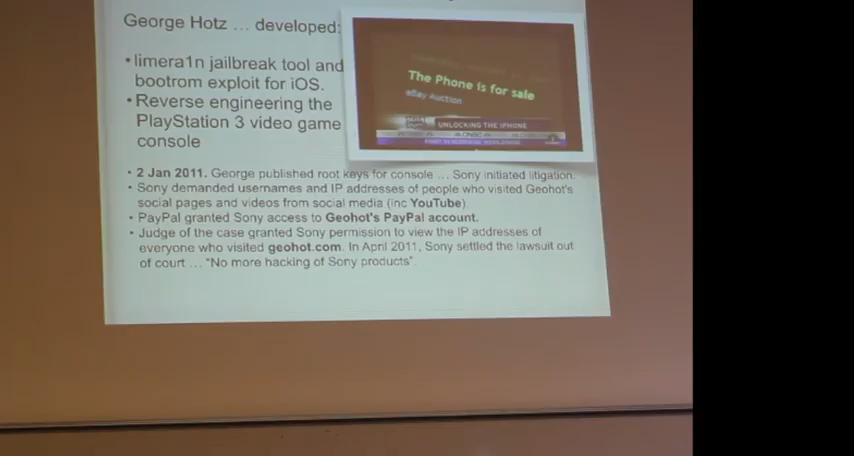 George Hotz ... developed:
• limera1n jailbreak tool and
bootrom exploit for iOS.
• Reverse engineering the
PlayStation 3 video game
console
The Phone is for sale
eBay Auction
UNLOCKING THE IPHONE
• 2 Jan 2011. George published root keys for console ... Sony initiated litigation.
• Sony demanded usernames and IP addresses of people who visited Geohot's
social pages and videos from social media (inc YouTube).
• PayPal granted Sony access to Geohot's PayPal account.
• Judge of the case granted Sony permission to view the IP addresses of
everyone who visited geohot.com. In April 2011, Sony settled the lawsuit out
of court ... "No more hacking of Sony products".